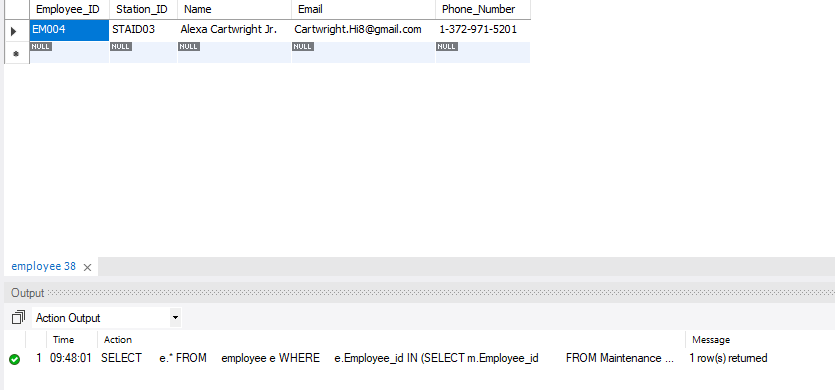 Employee_ID Station_ID Name Email Phone_Number
EM004 STAID03 Alexa Cartwright Jr. Cartwright.Hi8@gmail.com 1-372-971-5201
NULL NULL NULL NULL NULL
employee 38
Output
Action Output
Time Action Message
1 09:48:01 SELECT e.* FROM employee e WHERE e.Employee_id IN (SELECT m.Employee_id FROM Maintenance ... 1 row(s) returned